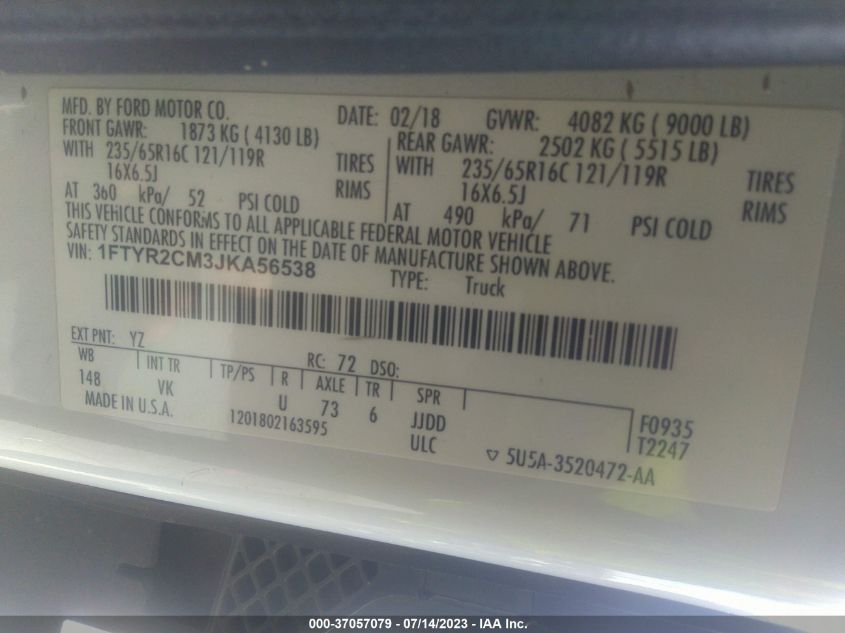 MFD. BY FORD MOTOR CO. DATE: 02/18 GVWR: 4082 KG ( 9000 LB)
FRONT GAWR: 1873 KG ( 4130 LB) REAR GAWR: 2502 KG ( 5515 LB)
WITH 235/65R16C 121/119R TIRES WITH 235/65R16C 121/119R TIRES
16X6.5J RIMS 16X6.5J RIMS
AT 360 kPa/ 52 PSI COLD AT 490 kPa/ 71 PSI COLD
THIS VEHICLE CONFORMS TO ALL APPLICABLE FEDERAL MOTOR VEHICLE
SAFETY STANDARDS IN EFFECT ON THE DATE OF MANUFACTURE SHOWN ABOVE.
VIN: 1FTYR2CM3JKA56538 TYPE: Truck
EXT PNT: YZ RC: 72 DSO:
WB INT TR TP/PS R AXLE TR SPR
148 VK U 73 6 JJDD F0935
MADE IN U.S.A. 1201802163595 ULC T2247
▽ 5U5A-3520472-AA
000-37057079 - 07/14/2023 - IAA Inc.